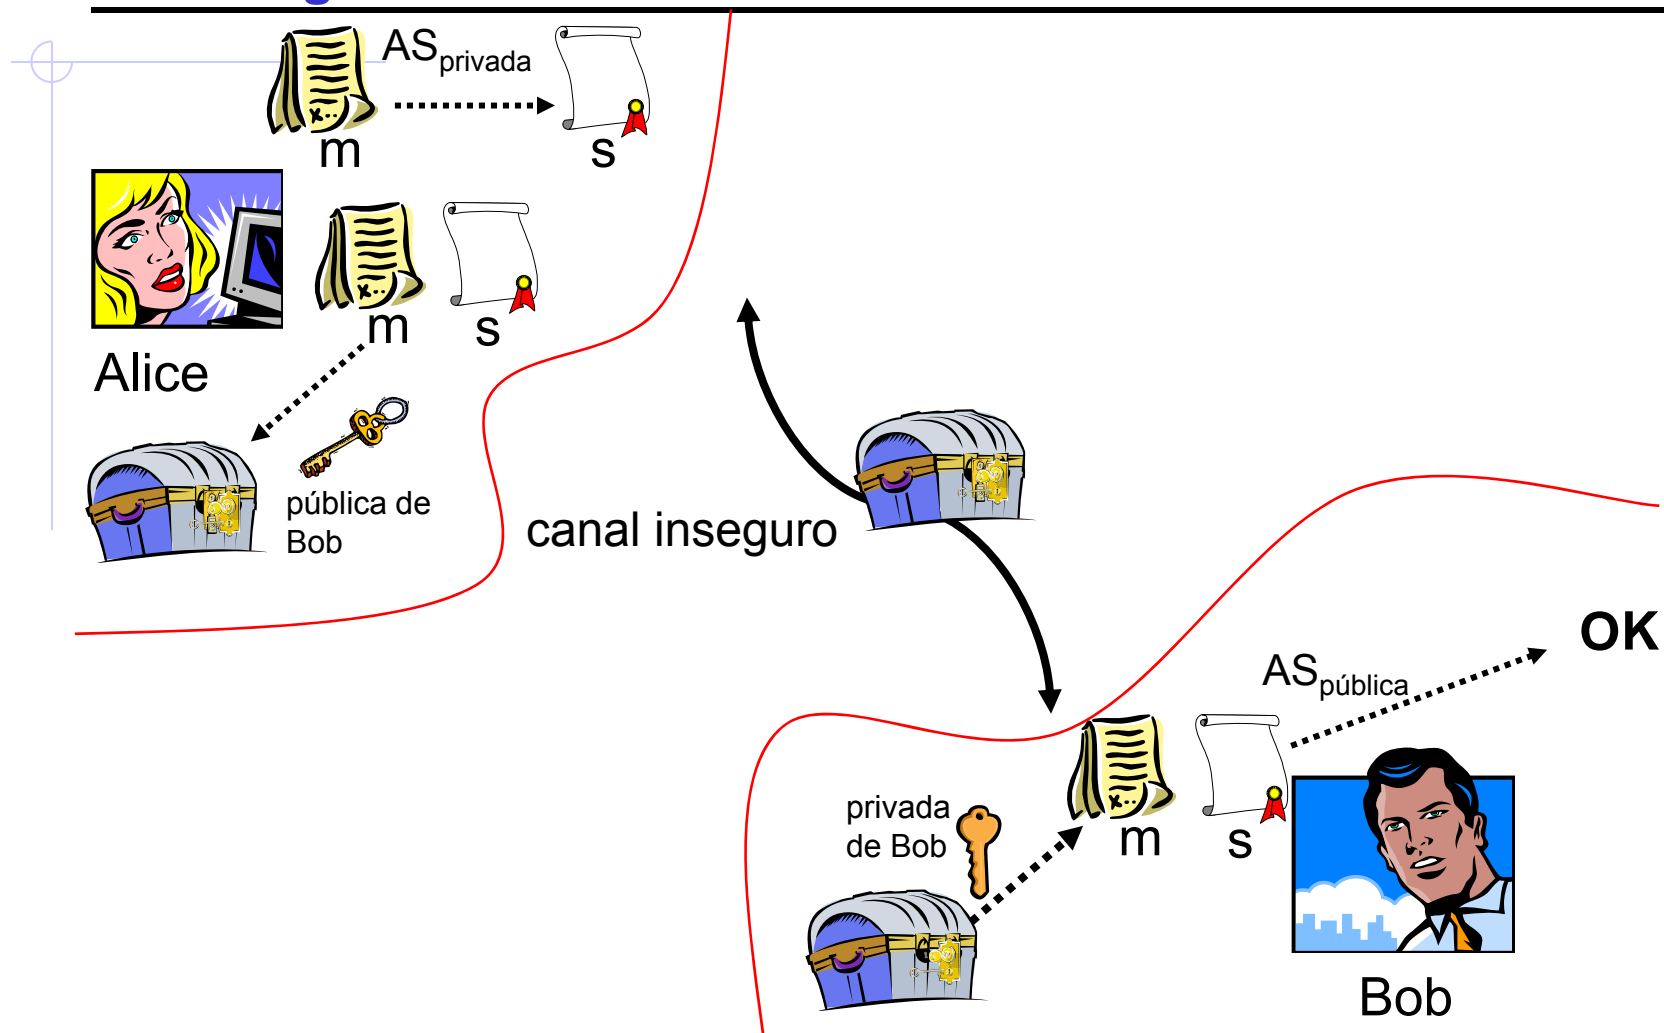 ASprivada
m
s
m
s
Alice
pública de
Bob
canal inseguro
OK
ASpública
privada
de Bob
m
s
Bob